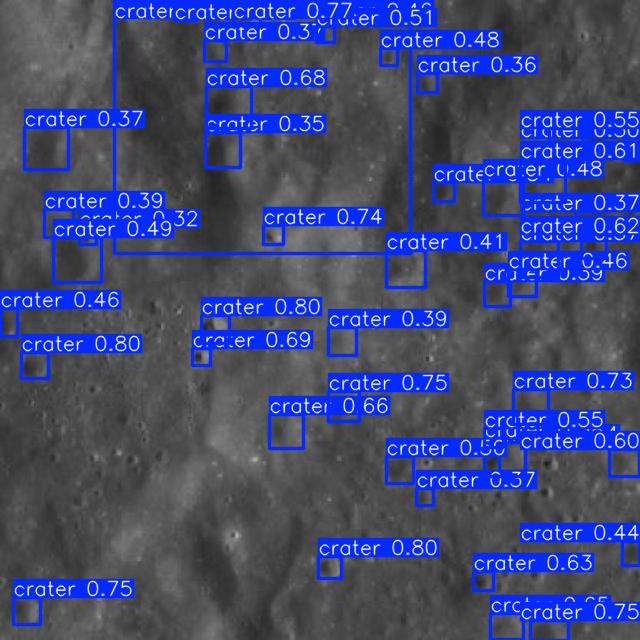 crater 0.77
0.51
crater 0.37
crater 0.48
crater 0.36
crater 0.68
crater 0.37
crater 0.35
crater 0.55
crater 0.61
0.48
crater 0.39
0.32
crater 0.74
crater 0.37
crater 0.49
crater 0.62
crater 0.41
0.46
crater 0.46
crater 0.80
crater 0.39
crater 0.69
crater 0.80
crater 0.75
crater 0.73
crater 0.66
crater 0.55
crater 0.60
crater
crater 0.37
crater 0.44
crater 0.80
crater 0.63
crater 0.75
crater 0.75